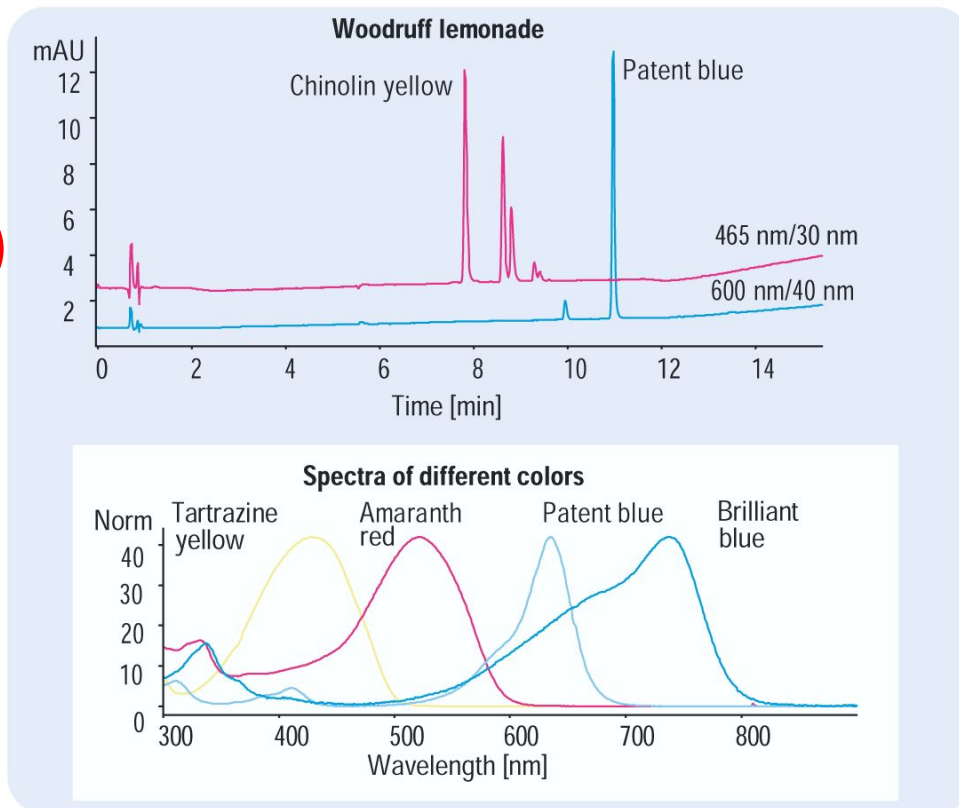 Woodruff lemonade
mAU
12
10
8
6
4
2
Chinolin yellow
Patent blue
465 nm/30 nm
600 nm/40 nm
0 2 4 6 8 10 12 14
Time [min]
Spectra of different colors
Norm
40
30
20
10
0
Tartrazine
yellow
Amaranth
red
Patent blue
Brilliant
blue
300 400 500 600 700 800
Wavelength [nm]